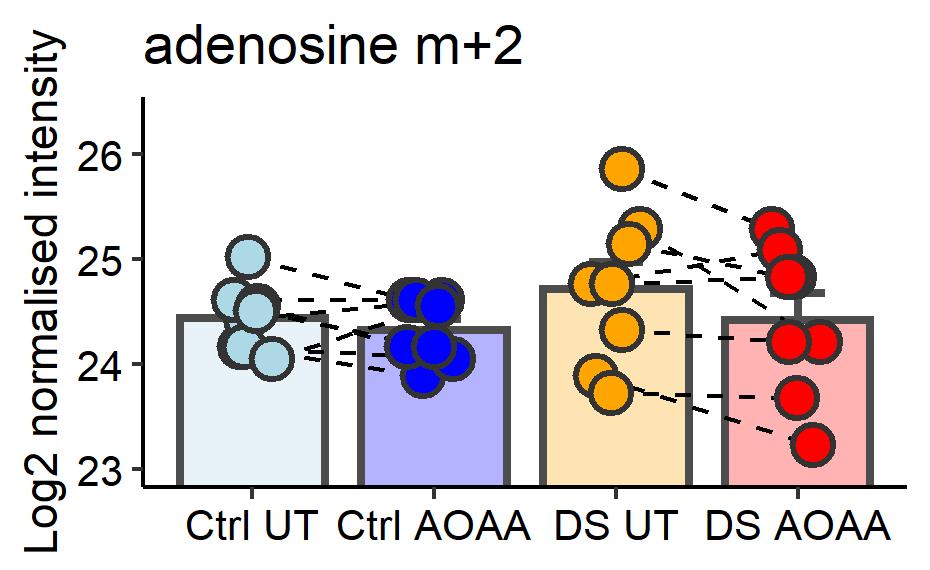 adenosine m+2
Log2 normalised intensity
26
25
24
23
Ctrl UT
Ctrl AOAA
DS UT
DS AOAA